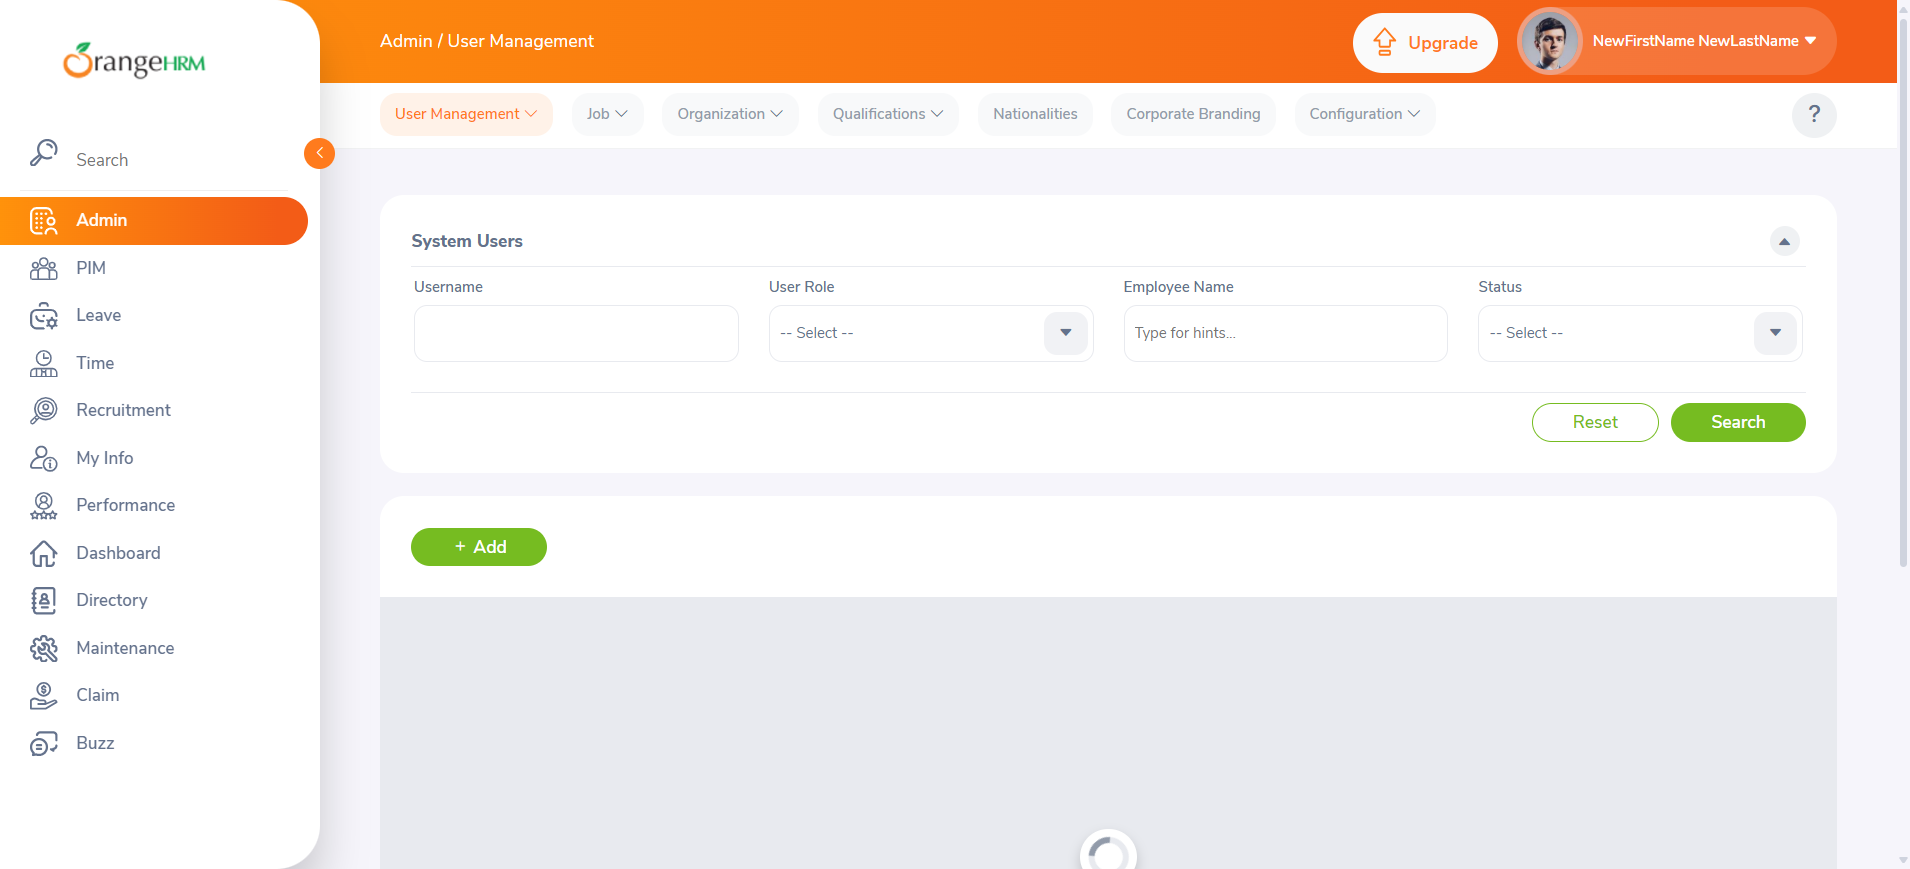 OrangeHRM
Admin / User Management
Upgrade
NewFirstName NewLastName
User Management
Job
Organization
Qualifications
Nationalities
Corporate Branding
Configuration
?
Search
Admin
PIM
Leave
Time
Recruitment
My Info
Performance
Dashboard
Directory
Maintenance
Claim
Buzz
System Users
Username
User Role
Employee Name
Status
-- Select --
Type for hints...
-- Select --
Reset
Search
+ Add